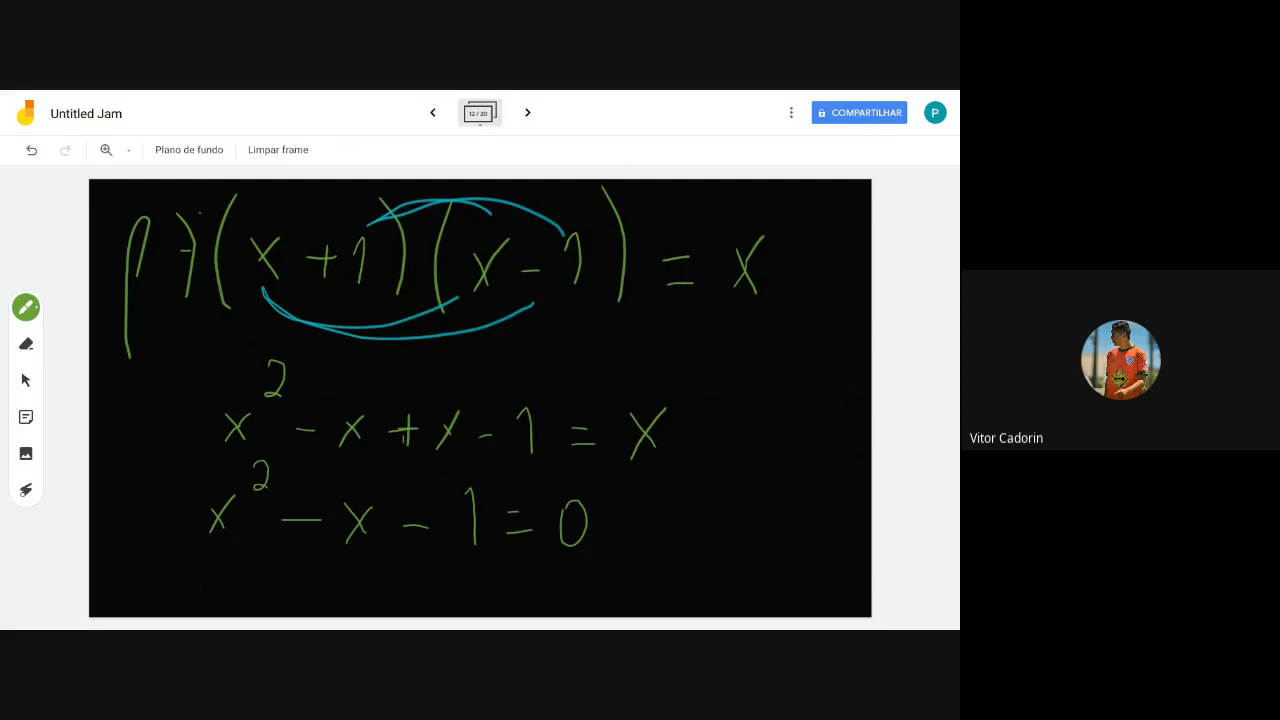 Untitled Jam
12 / 20
COMPARTILHAR
P
Plano de fundo
Limpar frame
(x + 1)(x - 1) = x
x² - x + x - 1 = x
x² - x - 1 = 0
Vitor Cadorin